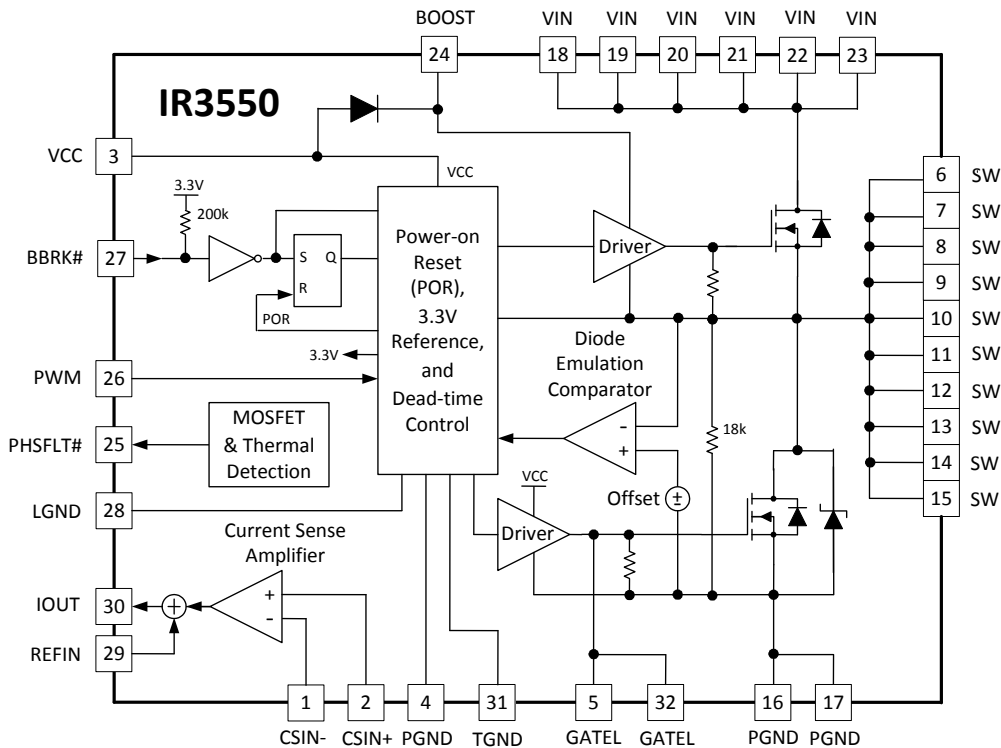 BOOST
VIN
VIN
VIN
VIN
VIN
VIN
24
18
19
20
21
22
23
IR3550
VCC
3
VCC
3.3V
200k
BBRK#
27
S
Q
R
POR
3.3V
Power-on
Reset
(POR),
3.3V
Reference,
and
Dead-time
Control
Driver
6
SW
7
SW
8
SW
9
SW
10
SW
11
SW
12
SW
13
SW
14
SW
15
SW
PWM
26
Diode
Emulation
Comparator
-
+
18k
Offset
±
PHSFLT#
25
MOSFET
& Thermal
Detection
LGND
28
VCC
Driver
Current Sense
Amplifier
+
-
IOUT
30
+
REFIN
29
1
2
4
31
5
32
16
17
CSIN-
CSIN+
PGND
TGND
GATEL
GATEL
PGND
PGND